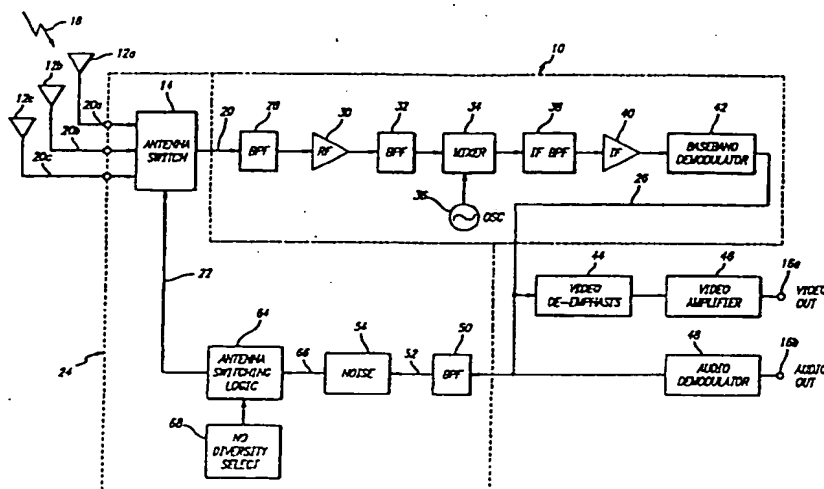 18
12a
12b
12c
10
14
20a
20b
20c
ANTENNA
SWITCH
29
28
BPF
30
RF
32
BPF
34
MIXER
36
OSC
38
IF BPF
40
IF
42
BASEBAND
DEMODULATOR
26
22
24
44
VIDEO
DE-EMPHASIS
46
VIDEO
AMPLIFIER
16a
VIDEO
OUT
64
ANTENNA
SWITCHING
LOGIC
66
54
NOISE
52
50
BPF
48
AUDIO
DEMODULATOR
16b
AUDIO
OUT
68
NO
DIVERSITY
SELECT